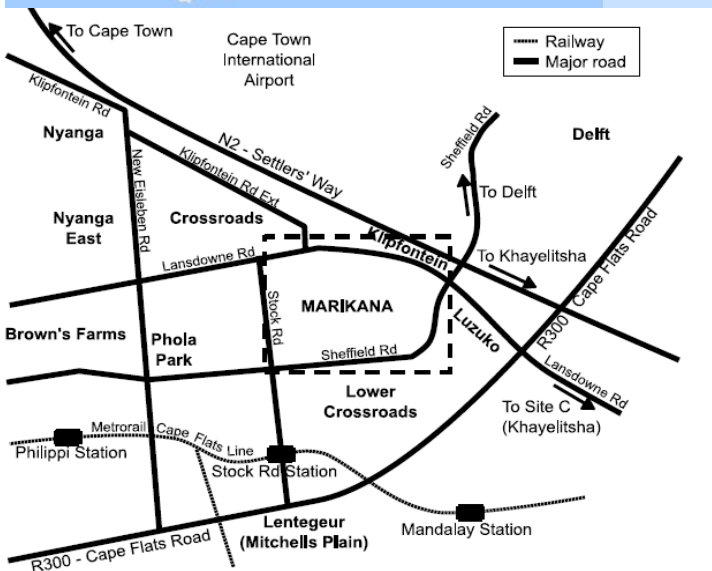 To Cape Town
Cape Town
International
Airport
Railway
Major road
Klipfontein Rd
Nyanga
N2 - Settlers' Way
Sheffield Rd
Delft
New Eisleben Rd
Klipfontein Rd Ext
To Delft
Nyanga
East
Crossroads
Klipfontein
To Khayelitsha
Lansdowne Rd
R300 - Cape Flats Road
Stock Rd
MARIKANA
Luzuko
Brown's Farms
Phola
Park
Sheffield Rd
Lansdowne Rd
Lower
Crossroads
To Site C
(Khayelitsha)
Metrorail Cape Flats Line
Philippi Station
Stock Rd Station
Lentegeur
(Mitchells Plain)
Mandalay Station
R300 - Cape Flats Road